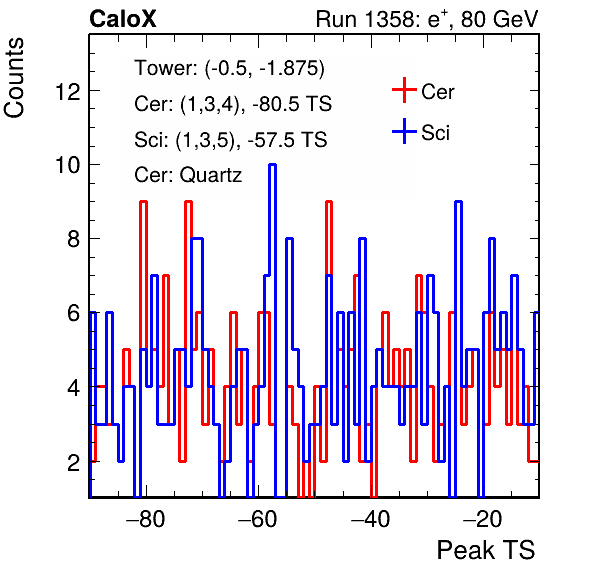 CaloX Run 1358: e⁺, 80 GeV
Counts
Tower: (-0.5, -1.875)
Cer: (1,3,4), -80.5 TS
Sci: (1,3,5), -57.5 TS
Cer: Quartz
Cer
Sci
12
10
8
6
4
2
−80 −60 −40 −20
Peak TS